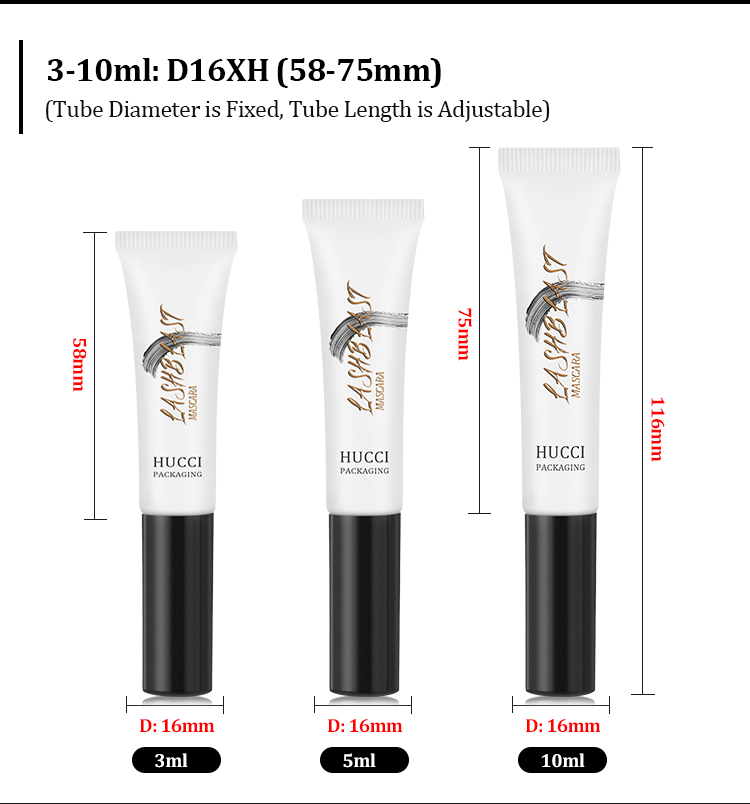 3-10ml: D16XH (58-75mm)
(Tube Diameter is Fixed, Tube Length is Adjustable)
58mm
LASHBLAST
MASCARA
HUCCI
PACKAGING
D: 16mm
3ml
LASHBLAST
MASCARA
HUCCI
PACKAGING
D: 16mm
5ml
75mm
LASHBLAST
MASCARA
HUCCI
PACKAGING
116mm
D: 16mm
10ml